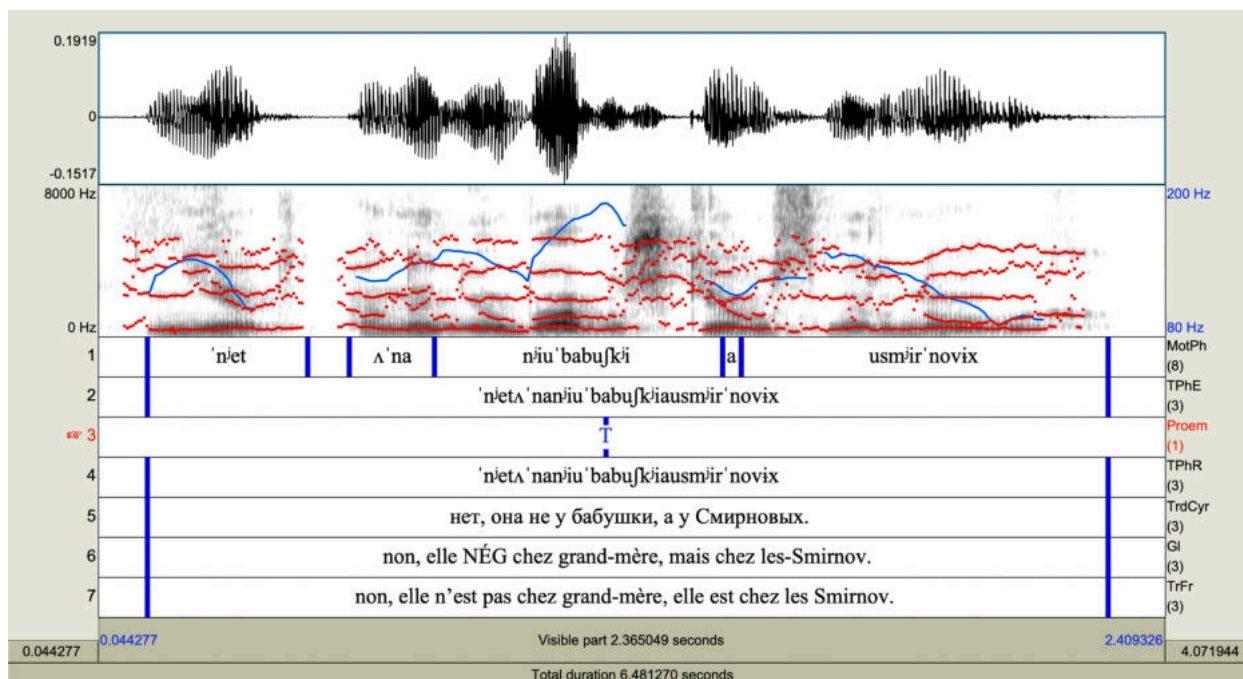 0.1919
0
-0.1517
8000 Hz 200 Hz
0 Hz 80 Hz
1 ˈnʲet ʌˈna nʲiuˈbabuʃkʲi a usmʲirˈnovɨx MotPh (8)
2 ˈnʲetʌˈnanʲiuˈbabuʃkʲiausmʲirˈnovɨx TPhE (3)
☞ 3 T Proem (1)
4 ˈnʲetʌˈnanʲiuˈbabuʃkʲiausmʲirˈnovɨx TPhR (3)
5 нет, она не у бабушки, а у Смирновых. TrdCyr (3)
6 non, elle NÉG chez grand-mère, mais chez les-Smirnov. Gl (3)
7 non, elle n’est pas chez grand-mère, elle est chez les Smirnov. TrFr (3)
0.044277 Visible part 2.365049 seconds 2.409326
0.044277 4.071944
Total duration 6.481270 seconds